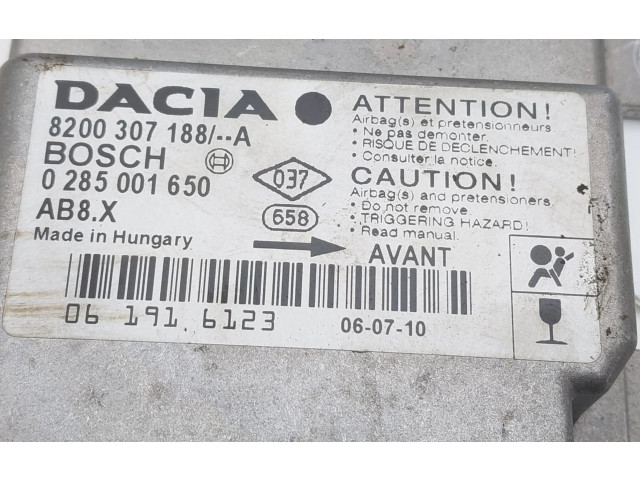 DACIA
8200 307 188/--A
BOSCH
0 285 001 650
AB8.X
Made in Hungary
037
658
ATTENTION!
Airbag(s) et pretensionneurs
• Ne pas demonter.
• RISQUE DE DECLENCHEMENT!
• Consulter la notice.
CAUTION!
Airbag(s) and pretensioners.
• Do not remove.
• TRIGGERING HAZARD!
• Read manual.
AVANT
06 191 6123
06-07-10